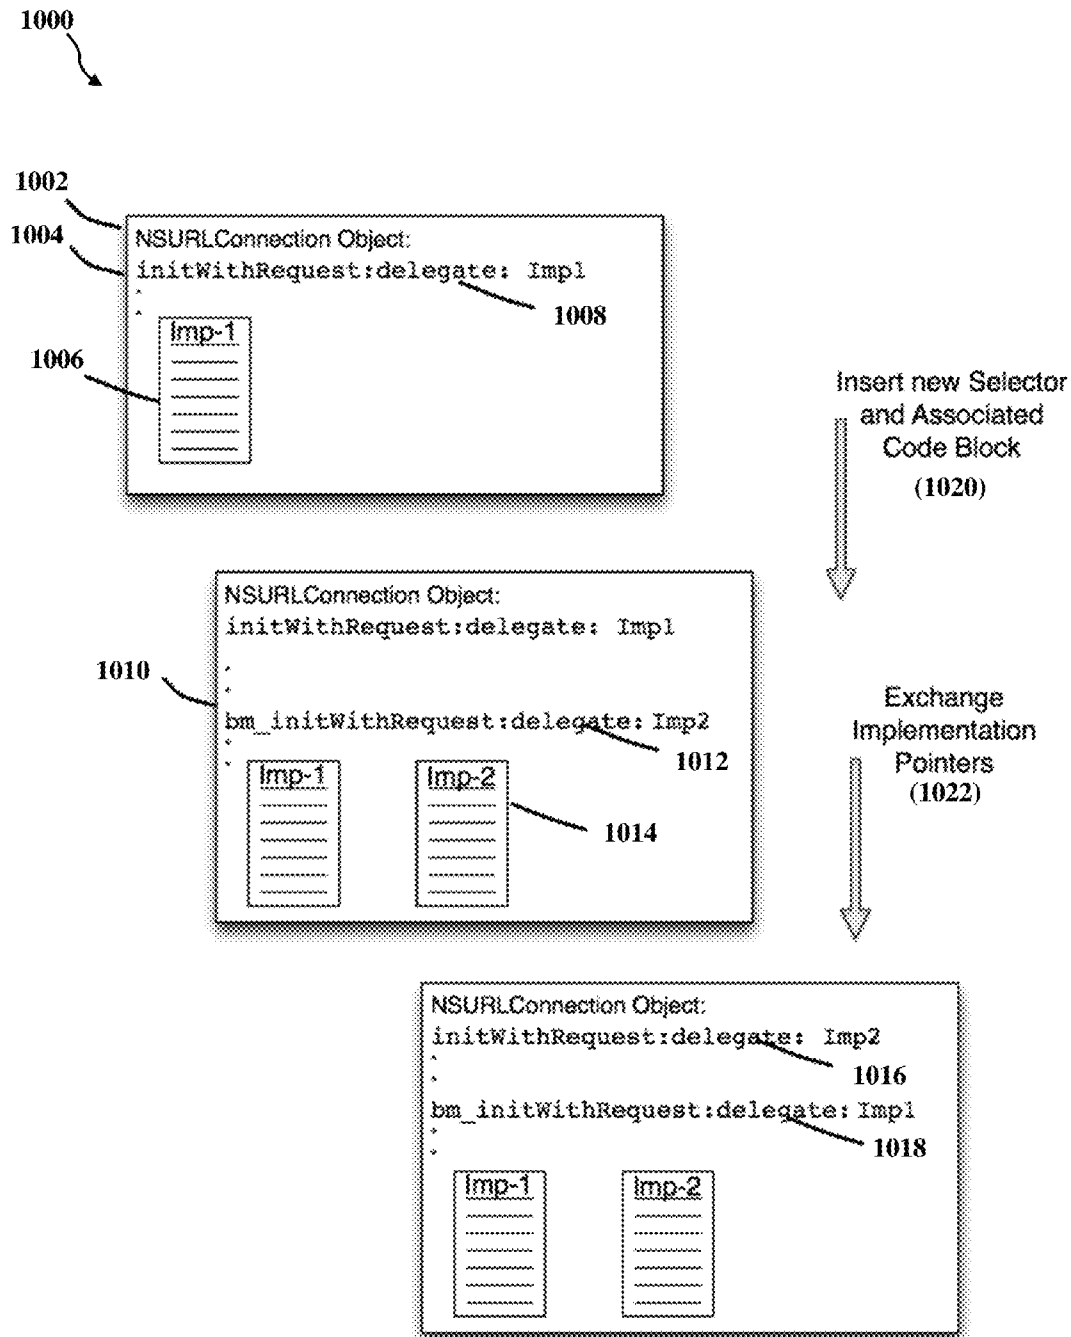 1000
1002
NSURLConnection Object:
1004
initWithRequest:delegate: Imp1
1008
Imp-1
1006
Insert new Selector
and Associated
Code Block
(1020)
NSURLConnection Object:
initWithRequest:delegate: Imp1
1010
bm_initWithRequest:delegate: Imp2
1012
Imp-1
Imp-2
1014
Exchange
Implementation
Pointers
(1022)
NSURLConnection Object:
initWithRequest:delegate: Imp2
1016
bm_initWithRequest:delegate: Imp1
1018
Imp-1
Imp-2